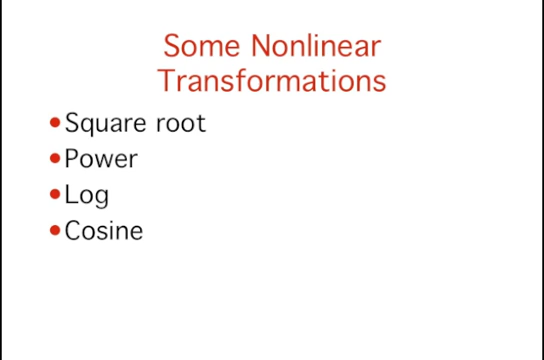 Some Nonlinear
Transformations
•Square root
•Power
•Log
•Cosine